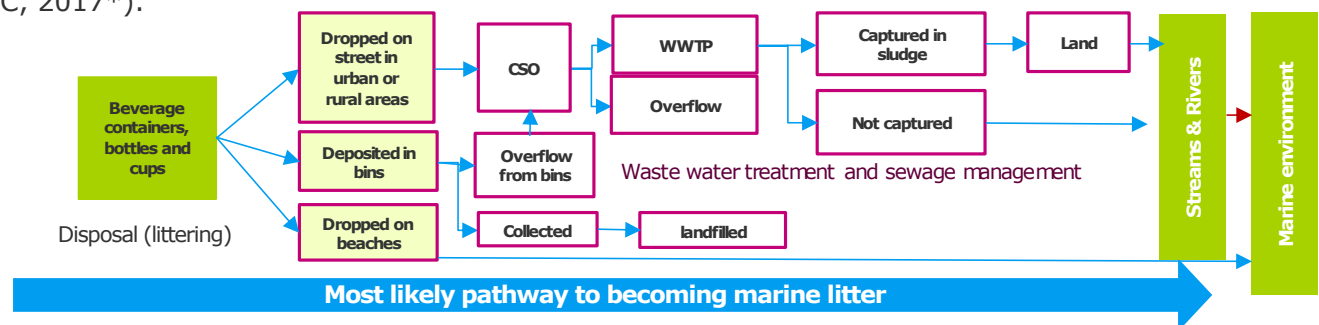 C, 2017*).
Dropped on
street in
urban or
rural areas
CSO
WWTP
Captured in
sludge
Land
Beverage
containers,
bottles and
cups
Overflow
Not captured
Deposited in
bins
Overflow
from bins
Waste water treatment and sewage management
Streams & Rivers
Marine environment
Disposal (littering)
Dropped on
beaches
Collected
landfilled
Most likely pathway to becoming marine litter